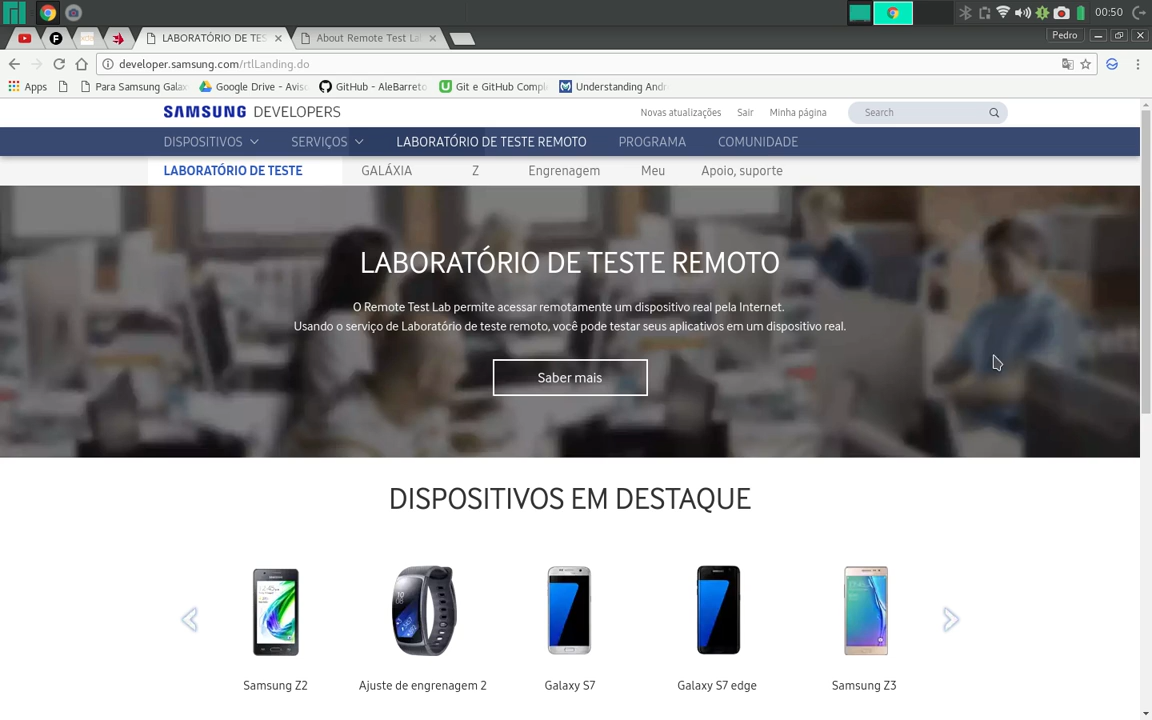 00:50
LABORATÓRIO DE TES
About Remote Test La
Pedro
developer.samsung.com/rtlLanding.do
Apps
Para Samsung Galax
Google Drive - Aviso
GitHub - AleBarreto
Git e GitHub Comple
Understanding Andr
SAMSUNG DEVELOPERS
Novas atualizações
Sair
Minha página
Search
DISPOSITIVOS
SERVIÇOS
LABORATÓRIO DE TESTE REMOTO
PROGRAMA
COMUNIDADE
LABORATÓRIO DE TESTE
GALÁXIA
Z
Engrenagem
Meu
Apoio, suporte
LABORATÓRIO DE TESTE REMOTO
O Remote Test Lab permite acessar remotamente um dispositivo real pela Internet.
Usando o serviço de Laboratório de teste remoto, você pode testar seus aplicativos em um dispositivo real.
Saber mais
DISPOSITIVOS EM DESTAQUE
Samsung Z2
Ajuste de engrenagem 2
Galaxy S7
Galaxy S7 edge
Samsung Z3